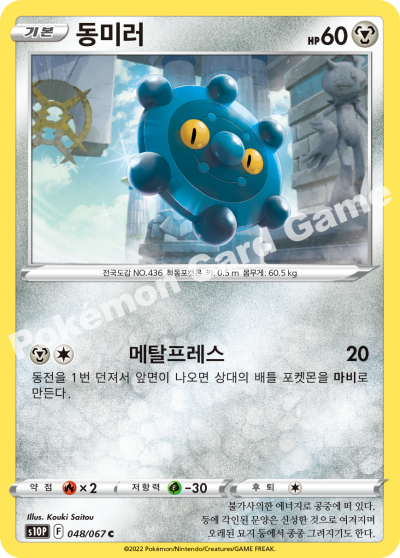 기본 동미러 HP 60
전국도감 NO.436 청동포켓몬 키: 0.5 m 몸무게: 60.5 kg
Pokémon Card Game
메탈프레스 20
동전을 1번 던져서 앞면이 나오면 상대의 배틀 포켓몬을 마비로
만든다.
약점 ×2 저항력 -30 후퇴
Illus. Kouki Saitou
s10P F 048/067 C
불가사의한 에너지로 공중에 떠 있다.
등에 각인된 문양은 신성한 것으로 여겨지며
오래된 묘지 등에서 종종 그려지기도 한다.
©2022 Pokémon/Nintendo/Creatures/GAME FREAK.